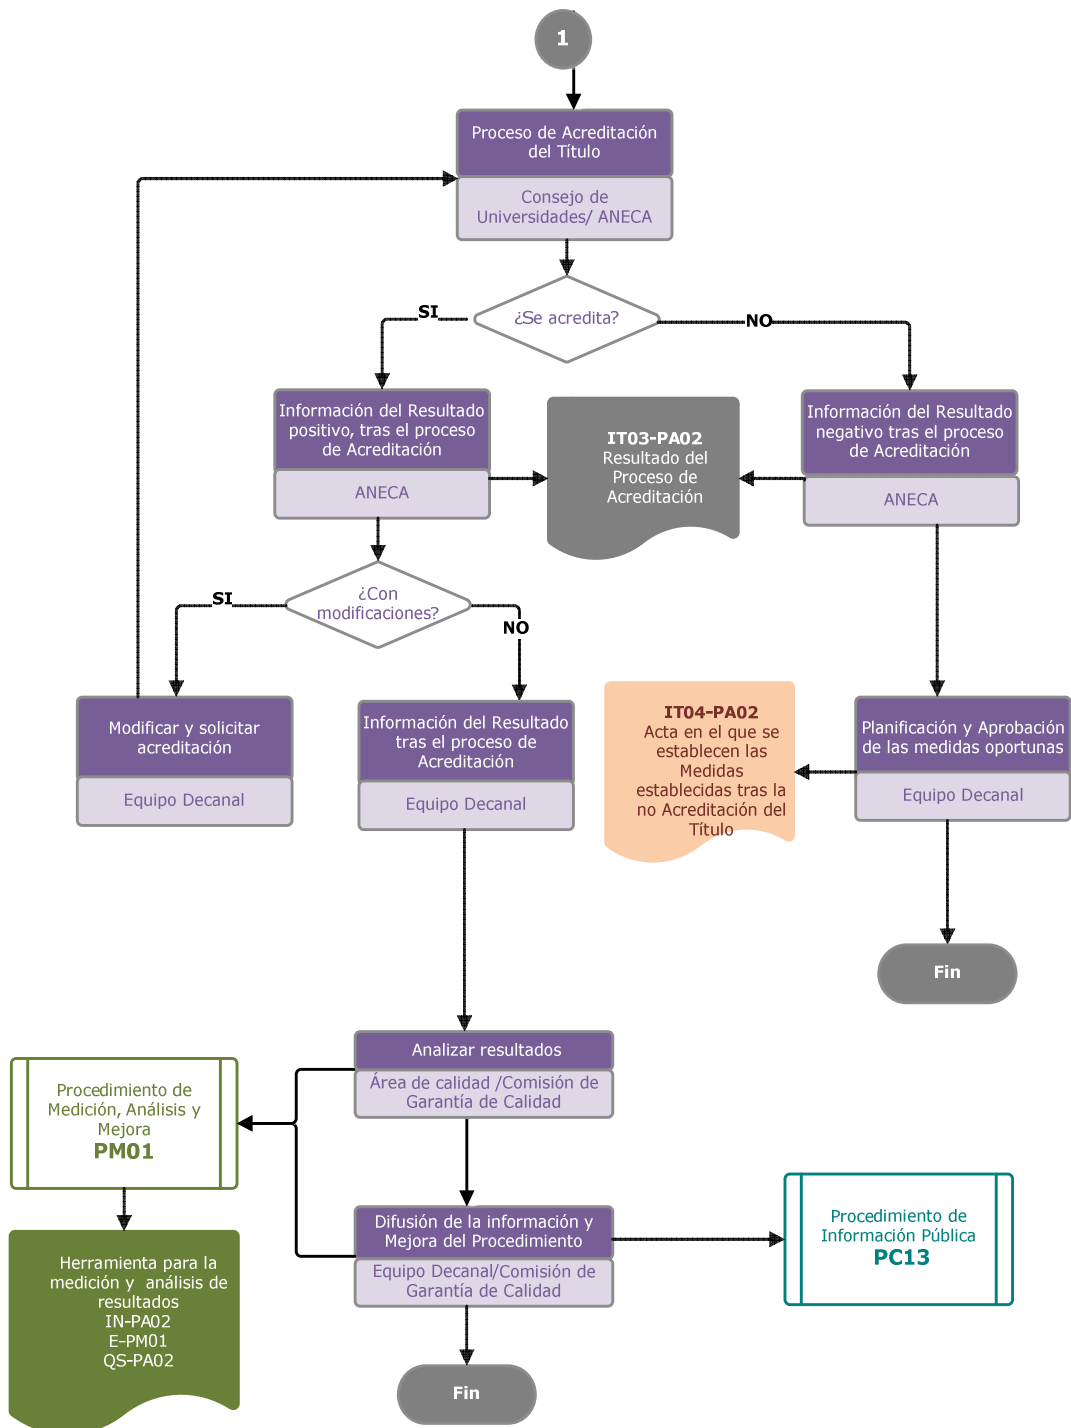 1
Proceso de Acreditación
del Título
Consejo de
Universidades/ ANECA
¿Se acredita?
SI
NO
Información del Resultado
positivo, tras el proceso
de Acreditación
ANECA
IT03-PA02
Resultado del
Proceso de
Acreditación
Información del Resultado
negativo tras el proceso
de Acreditación
ANECA
¿Con
modificaciones?
SI
NO
Modificar y solicitar
acreditación
Equipo Decanal
Información del Resultado
tras el proceso de
Acreditación
Equipo Decanal
IT04-PA02
Acta en el que se
establecen las
Medidas
establecidas tras la
no Acreditación del
Título
Planificación y Aprobación
de las medidas oportunas
Equipo Decanal
Fin
Analizar resultados
Área de calidad /Comisión de
Garantía de Calidad
Procedimiento de
Medición, Análisis y
Mejora
PM01
Difusión de la información y
Mejora del Procedimiento
Equipo Decanal/Comisión de
Garantía de Calidad
Procedimiento de
Información Pública
PC13
Herramienta para la
medición y  análisis de
resultados
IN-PA02
E-PM01
QS-PA02
Fin